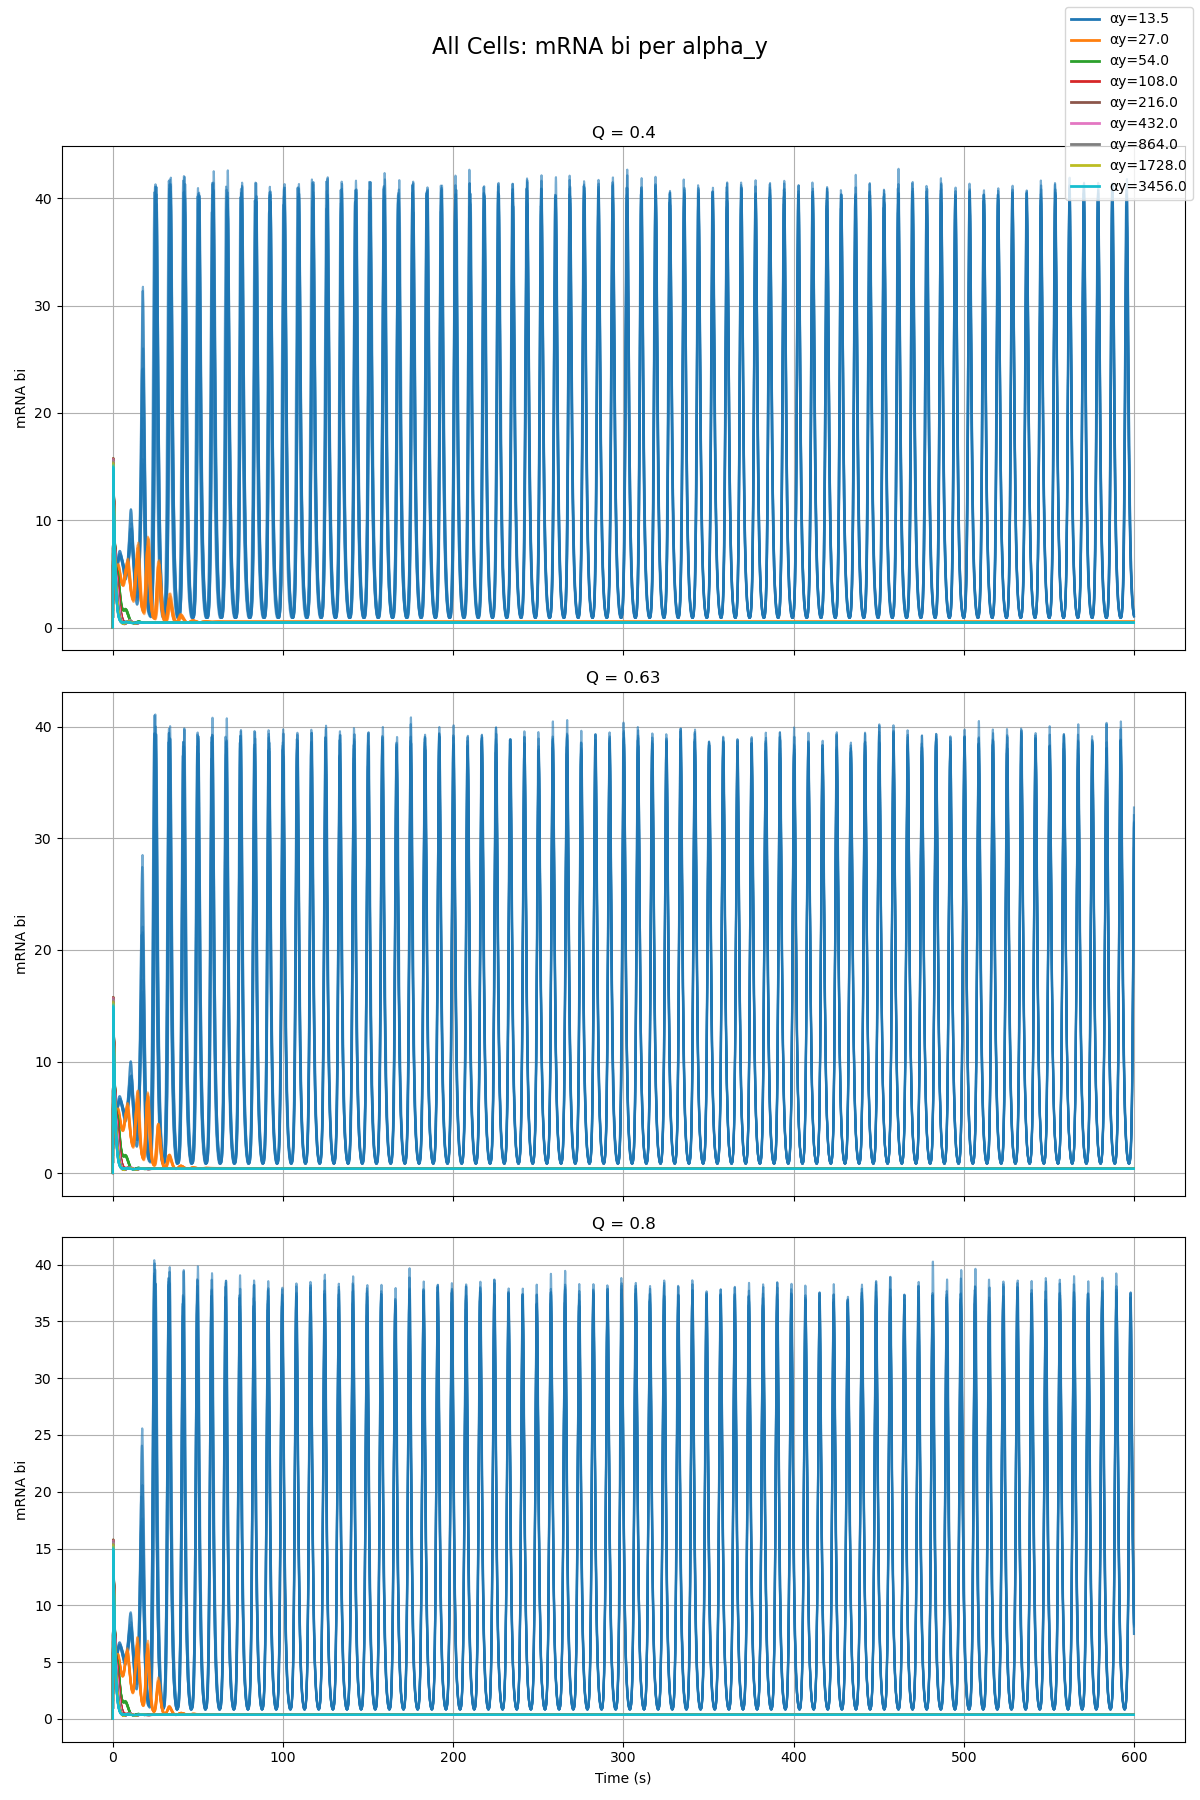 αy=13.5
αy=27.0
αy=54.0
αy=108.0
αy=216.0
αy=432.0
αy=864.0
αy=1728.0
αy=3456.0
All Cells: mRNA bi per alpha_y
Q = 0.4
40
30
20
10
0
mRNA bi
Q = 0.63
40
30
20
10
0
mRNA bi
Q = 0.8
40
35
30
25
20
15
10
5
0
mRNA bi
0 100 200 300 400 500 600
Time (s)